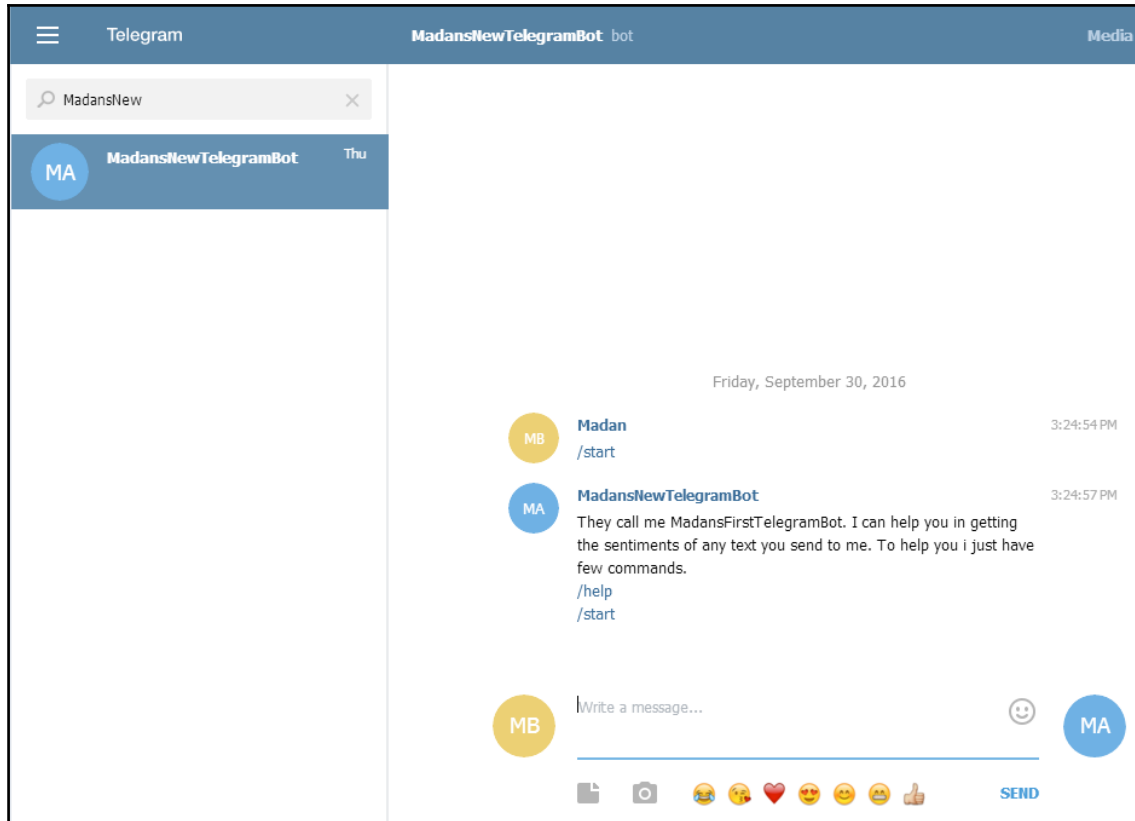 Telegram
MadansNewTelegramBot bot
Media
MadansNew
MA
MadansNewTelegramBot
Thu
Friday, September 30, 2016
MB
Madan
3:24:54 PM
/start
MA
MadansNewTelegramBot
3:24:57 PM
They call me MadansFirstTelegramBot. I can help you in getting
the sentiments of any text you send to me. To help you i just have
few commands.
/help
/start
MB
Write a message...
MA
SEND